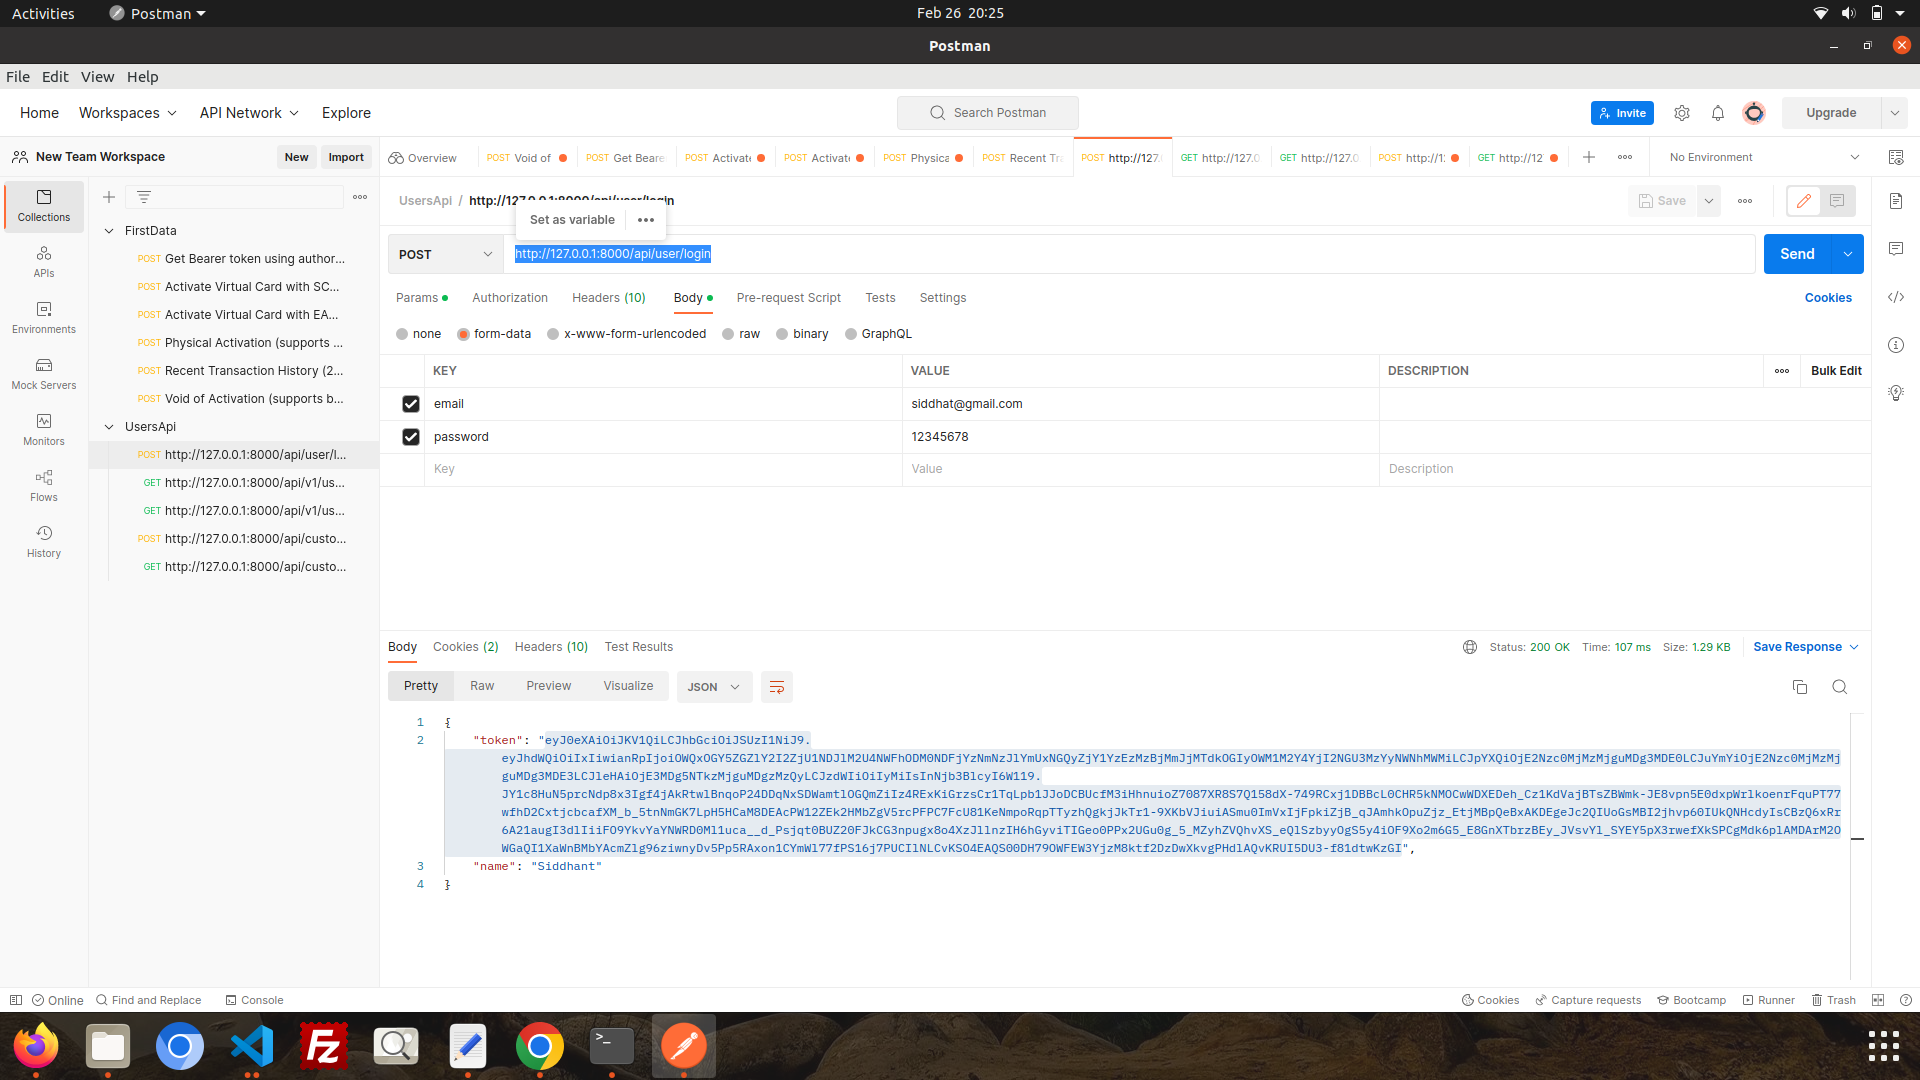 Activities
Postman
Feb 26 20:25
Postman
File Edit View Help
Home Workspaces API Network Explore
Search Postman
Invite
Upgrade
New Team Workspace
New Import
Overview
POST Void of
POST Get Beare
POST Activate
POST Activate
POST Physica
POST Recent Tr
POST http://127.
GET http://127.0
GET http://127.0
POST http://1
GET http://12
No Environment
Collections
APIs
Environments
Mock Servers
Monitors
Flows
History
FirstData
POST Get Bearer token using author...
POST Activate Virtual Card with SC...
POST Activate Virtual Card with EA...
POST Physical Activation (supports ...
POST Recent Transaction History (2...
POST Void of Activation (supports b...
UsersApi
POST http://127.0.0.1:8000/api/user/l...
GET http://127.0.0.1:8000/api/v1/us...
GET http://127.0.0.1:8000/api/v1/us...
POST http://127.0.0.1:8000/api/custo...
GET http://127.0.0.1:8000/api/custo...
UsersApi / http://127.0.0.1:8000/api/user/login
Save
Set as variable
POST
http://127.0.0.1:8000/api/user/login
Send
Params Authorization Headers (10) Body Pre-request Script Tests Settings
Cookies
none form-data x-www-form-urlencoded raw binary GraphQL
KEY VALUE DESCRIPTION Bulk Edit
email siddhat@gmail.com
password 12345678
Key Value Description
Body Cookies (2) Headers (10) Test Results
Status: 200 OK Time: 107 ms Size: 1.29 KB Save Response
Pretty Raw Preview Visualize JSON
1 {
2 "token": "eyJ0eXAiOiJKV1QiLCJhbGciOiJSUzI1NiJ9.
3 "name": "Siddhant"
4 }
Online Find and Replace Console
Cookies Capture requests Bootcamp Runner Trash